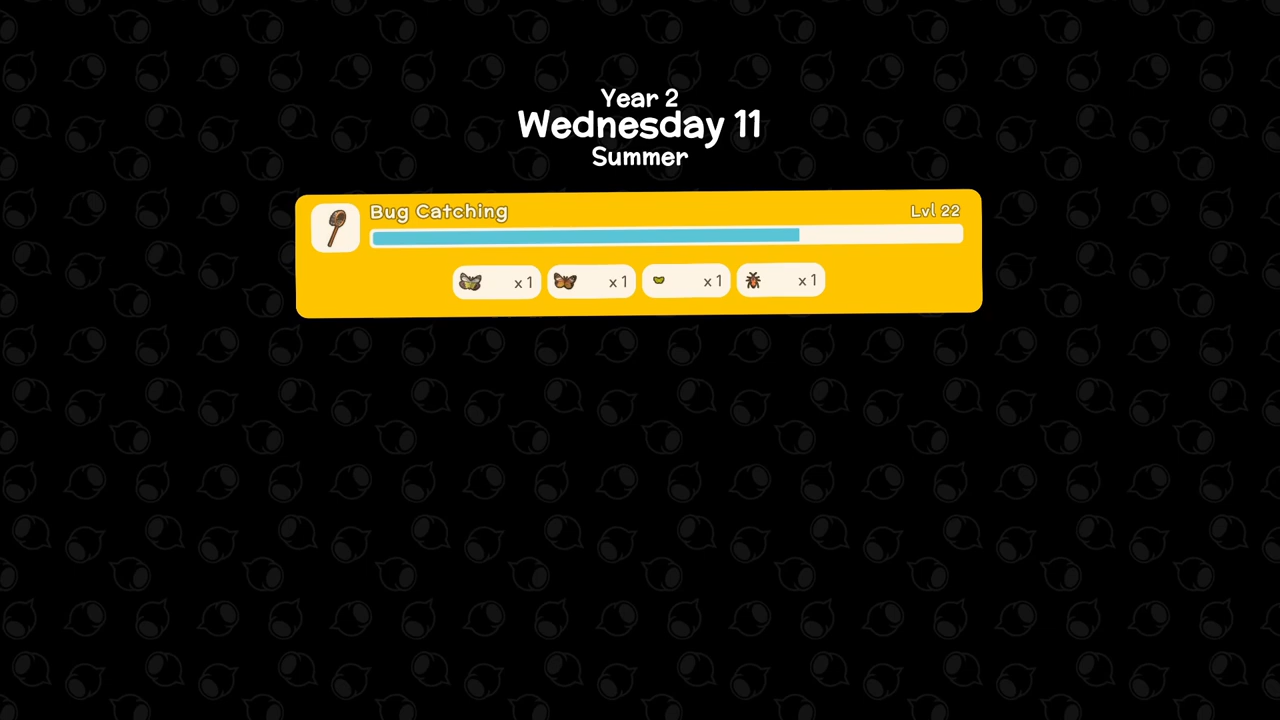 Year 2
Wednesday 11
Summer
Bug Catching
Lvl 22
x 1
x 1
x 1
x 1